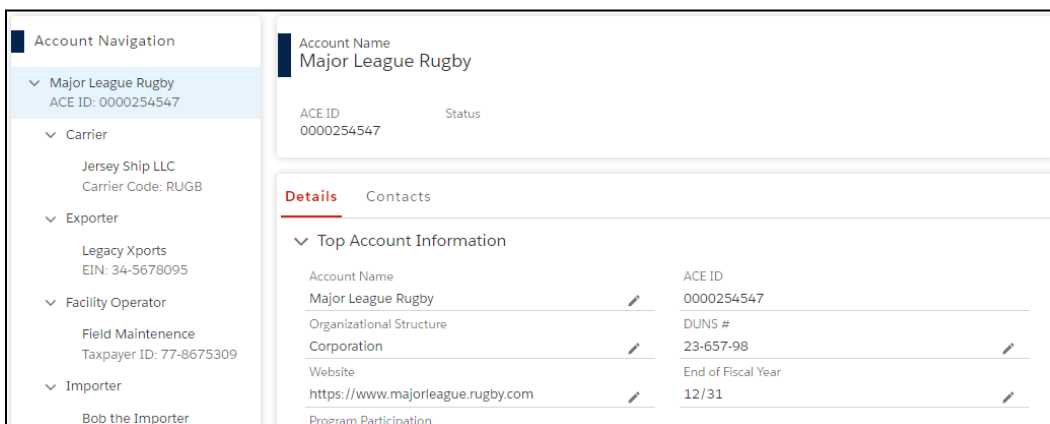 Account Navigation
Major League Rugby
ACE ID: 0000254547
Carrier
Jersey Ship LLC
Carrier Code: RUGB
Exporter
Legacy Xports
EIN: 34-5678095
Facility Operator
Field Maintenence
Taxpayer ID: 77-8675309
Importer
Bob the Importer
Account Name
Major League Rugby
ACE ID Status
0000254547
Details Contacts
Top Account Information
Account Name ACE ID
Major League Rugby 0000254547
Organizational Structure DUNS #
Corporation 23-657-98
Website End of Fiscal Year
https://www.majorleague.rugby.com 12/31
Program Participation